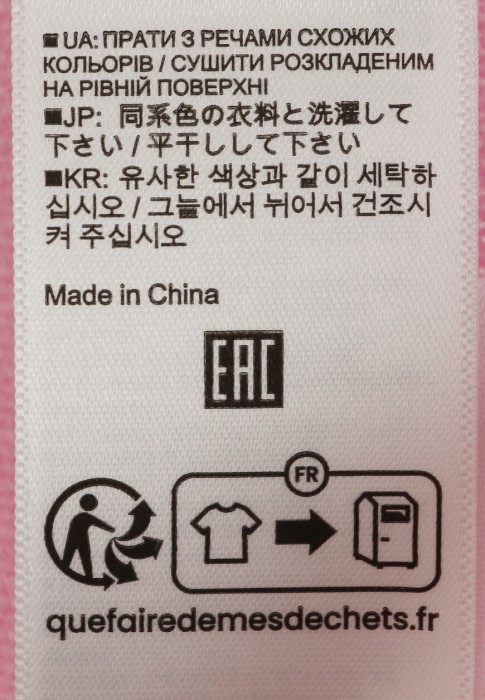 ■ UA: ПРАТИ З РЕЧАМИ СХОЖИХ
КОЛЬОРІВ / СУШИТИ РОЗКЛАДЕНИМ
НА РІВНІЙ ПОВЕРХНІ
■JP: 同系色の衣料と洗濯して
下さい / 平干しして下さい
■KR: 유사한 색상과 같이 세탁하
십시오 / 그늘에서 뉘어서 건조시
켜 주십시오
Made in China
EAC
FR
quefairedemesdechets.fr